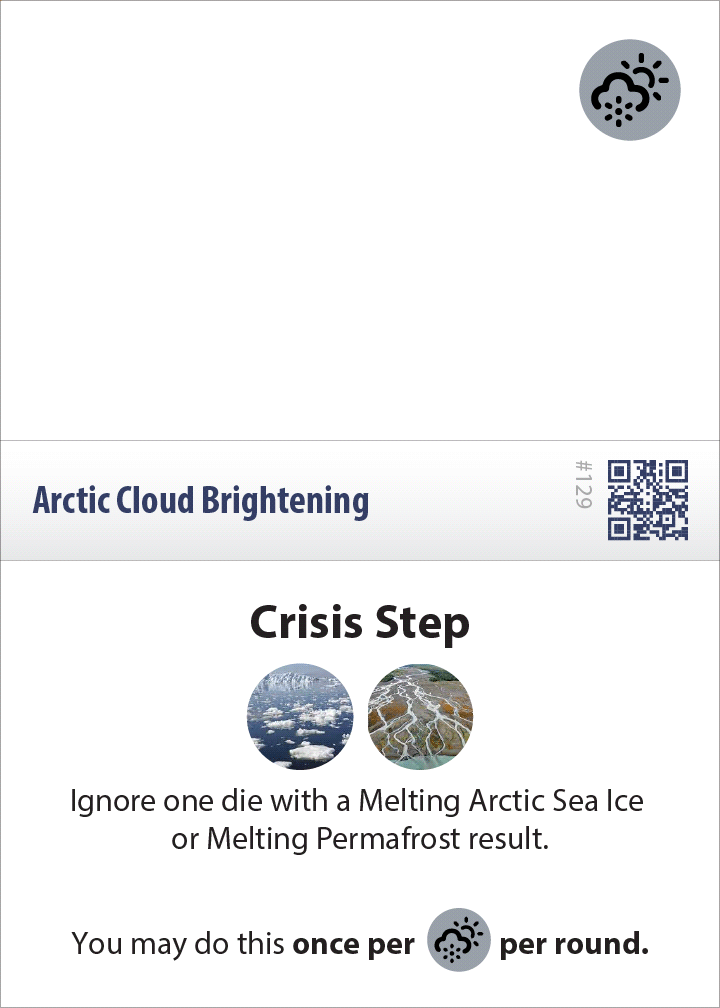 Arctic Cloud Brightening
#129
Crisis Step
Ignore one die with a Melting Arctic Sea Ice
or Melting Permafrost result.
You may do this once per per round.